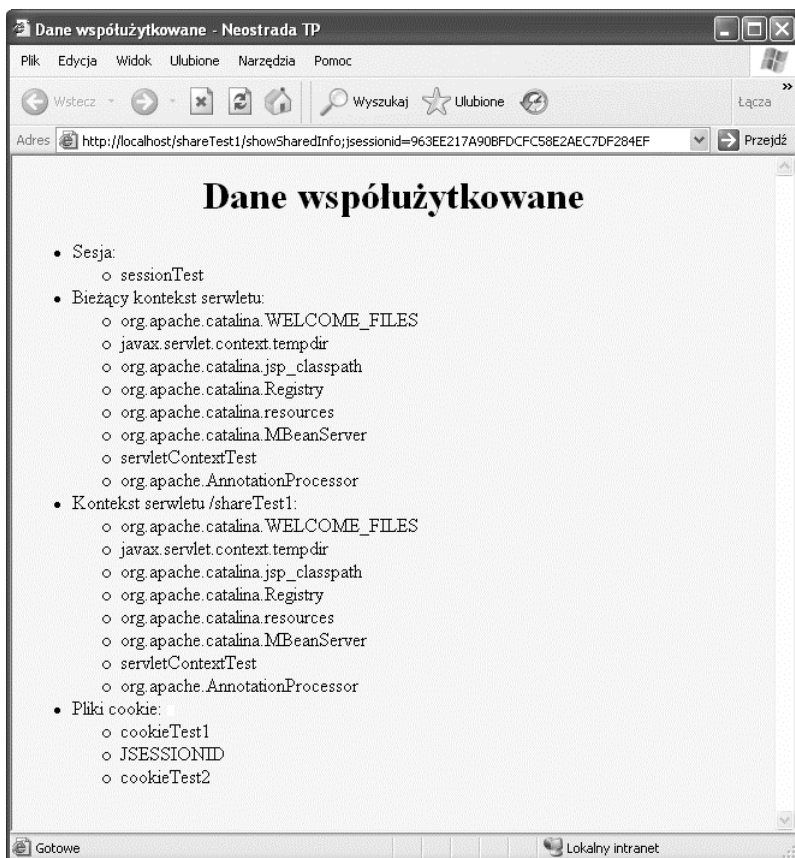 Dane współużytkowane - Neostrada TP
Plik Edycja Widok Ulubione Narzędzia Pomoc
Wstecz Wyszukaj Ulubione Łącza
Adres http://localhost/shareTest1/showSharedInfo;jsessionid=963EE217A90BFDCFC58E2AEC7DF284EF Przejdź
Dane współużytkowane
Sesja:
sessionTest
Bieżący kontekst serwletu:
org.apache.catalina.WELCOME_FILES
javax.servlet.context.tempdir
org.apache.catalina.jsp_classpath
org.apache.catalina.Registry
org.apache.catalina.resources
org.apache.catalina.MBeanServer
servletContextTest
org.apache.AnnotationProcessor
Kontekst serwletu /shareTest1:
org.apache.catalina.WELCOME_FILES
javax.servlet.context.tempdir
org.apache.catalina.jsp_classpath
org.apache.catalina.Registry
org.apache.catalina.resources
org.apache.catalina.MBeanServer
servletContextTest
org.apache.AnnotationProcessor
Pliki cookie:
cookieTest1
JSESSIONID
cookieTest2
Gotowe Lokalny intranet